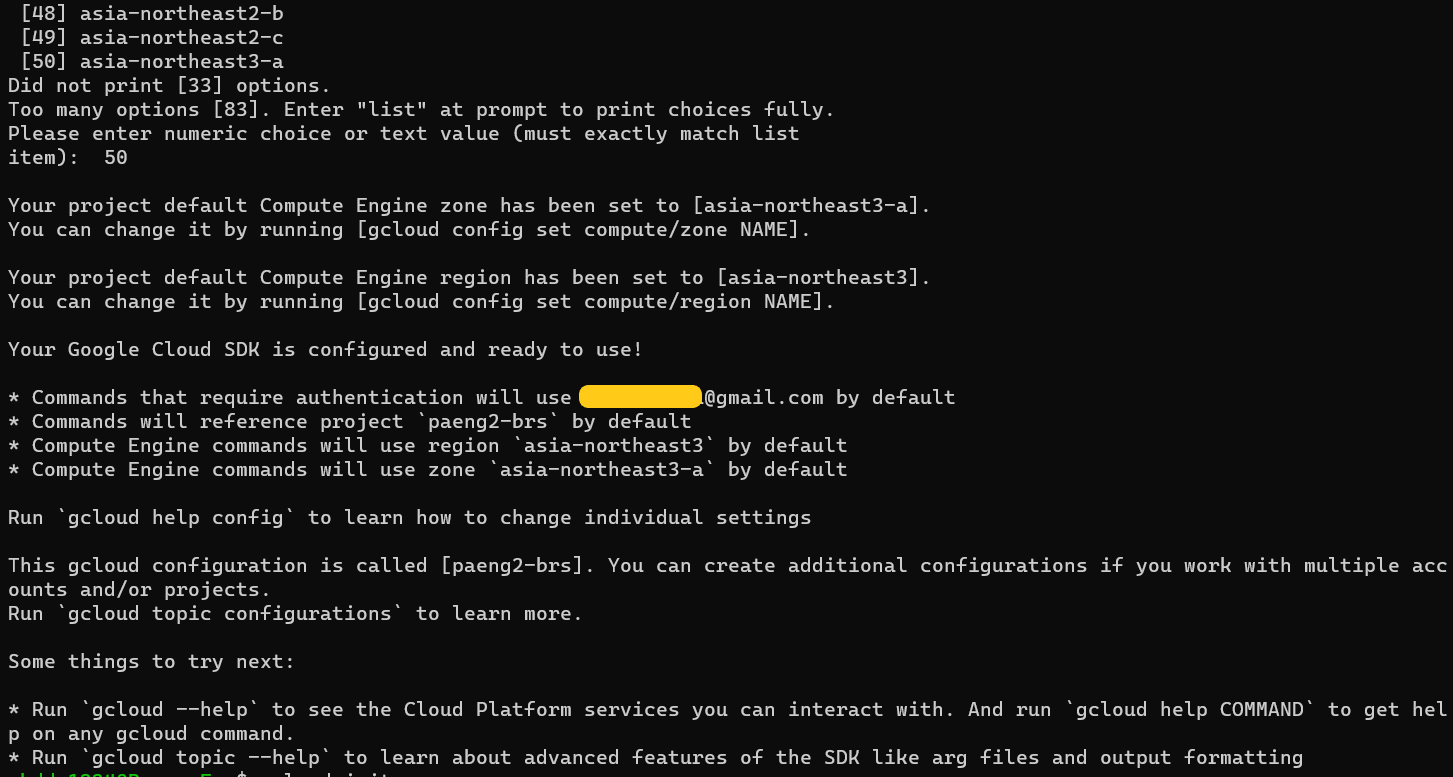 [48] asia-northeast2-b
[49] asia-northeast2-c
[50] asia-northeast3-a
Did not print [33] options.
Too many options [83]. Enter "list" at prompt to print choices fully.
Please enter numeric choice or text value (must exactly match list
item):  50
Your project default Compute Engine zone has been set to [asia-northeast3-a].
You can change it by running [gcloud config set compute/zone NAME].
Your project default Compute Engine region has been set to [asia-northeast3].
You can change it by running [gcloud config set compute/region NAME].
Your Google Cloud SDK is configured and ready to use!
* Commands that require authentication will use @gmail.com by default
* Commands will reference project `paeng2-brs` by default
* Compute Engine commands will use region `asia-northeast3` by default
* Compute Engine commands will use zone `asia-northeast3-a` by default
Run `gcloud help config` to learn how to change individual settings
This gcloud configuration is called [paeng2-brs]. You can create additional configurations if you work with multiple acc
ounts and/or projects.
Run `gcloud topic configurations` to learn more.
Some things to try next:
* Run `gcloud --help` to see the Cloud Platform services you can interact with. And run `gcloud help COMMAND` to get hel
p on any gcloud command.
* Run `gcloud topic --help` to learn about advanced features of the SDK like arg files and output formatting